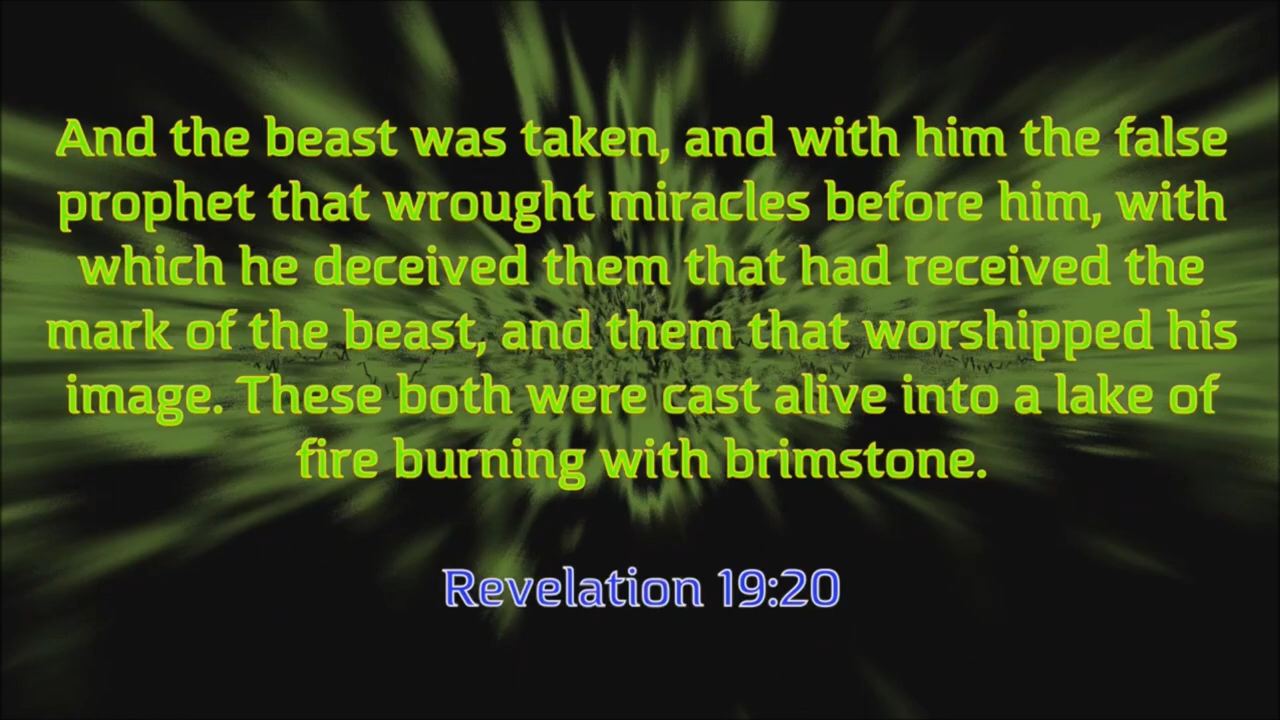 And the beast was taken, and with him the false
prophet that wrought miracles before him, with
which he deceived them that had received the
mark of the beast, and them that worshipped his
image. These both were cast alive into a lake of
fire burning with brimstone.
Revelation 19:20